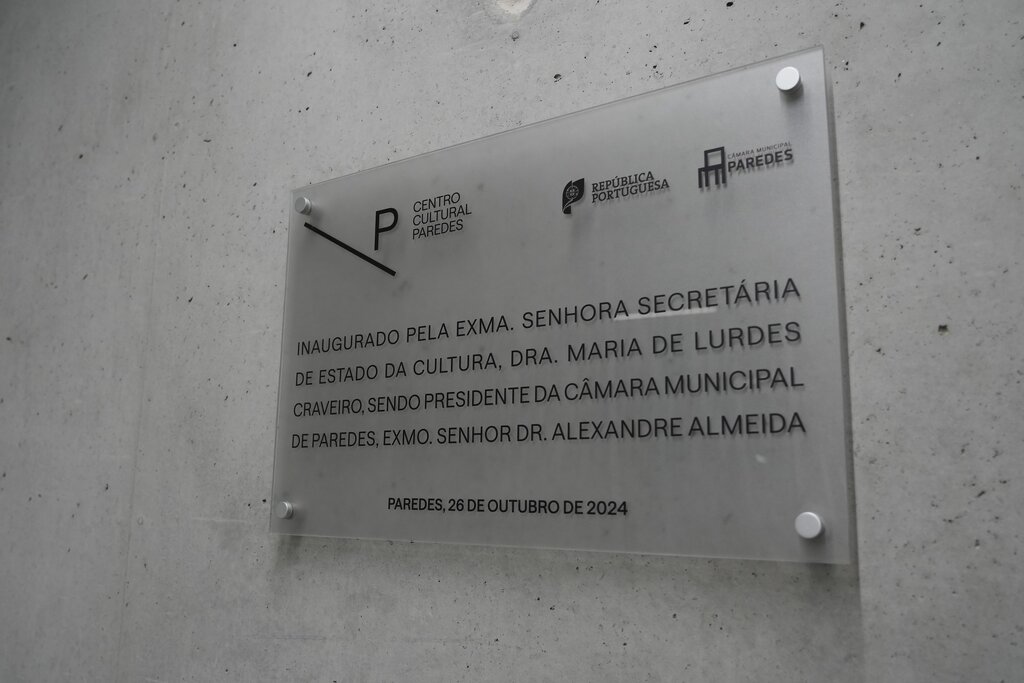 P
CENTRO
CULTURAL
PAREDES
REPÚBLICA
PORTUGUESA
CÂMARA MUNICIPAL
PAREDES
INAUGURADO PELA EXMA. SENHORA SECRETÁRIA
DE ESTADO DA CULTURA, DRA. MARIA DE LURDES
CRAVEIRO, SENDO PRESIDENTE DA CÂMARA MUNICIPAL
DE PAREDES, EXMO. SENHOR DR. ALEXANDRE ALMEIDA
PAREDES, 26 DE OUTUBRO DE 2024